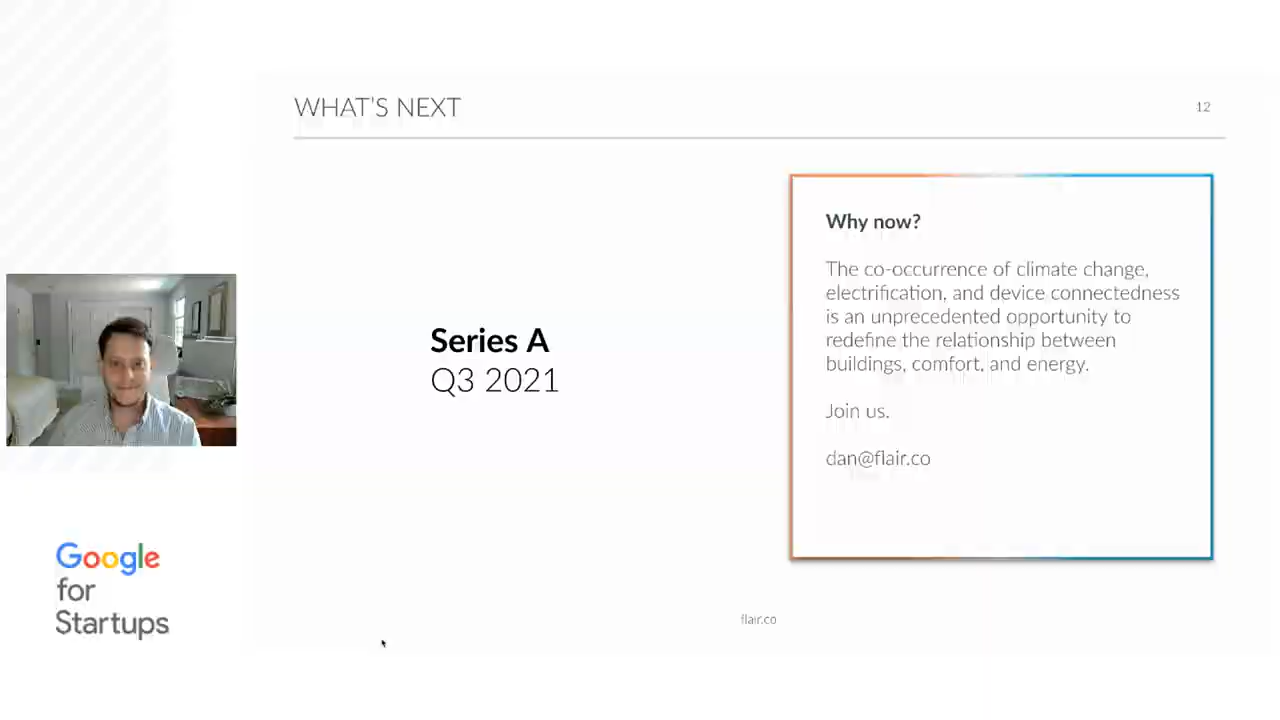 WHAT'S NEXT
12
Why now?
The co-occurrence of climate change,
electrification, and device connectedness
is an unprecedented opportunity to
redefine the relationship between
buildings, comfort, and energy.
Join us.
dan@flair.co
Series A
Q3 2021
Google
for
Startups
flair.co